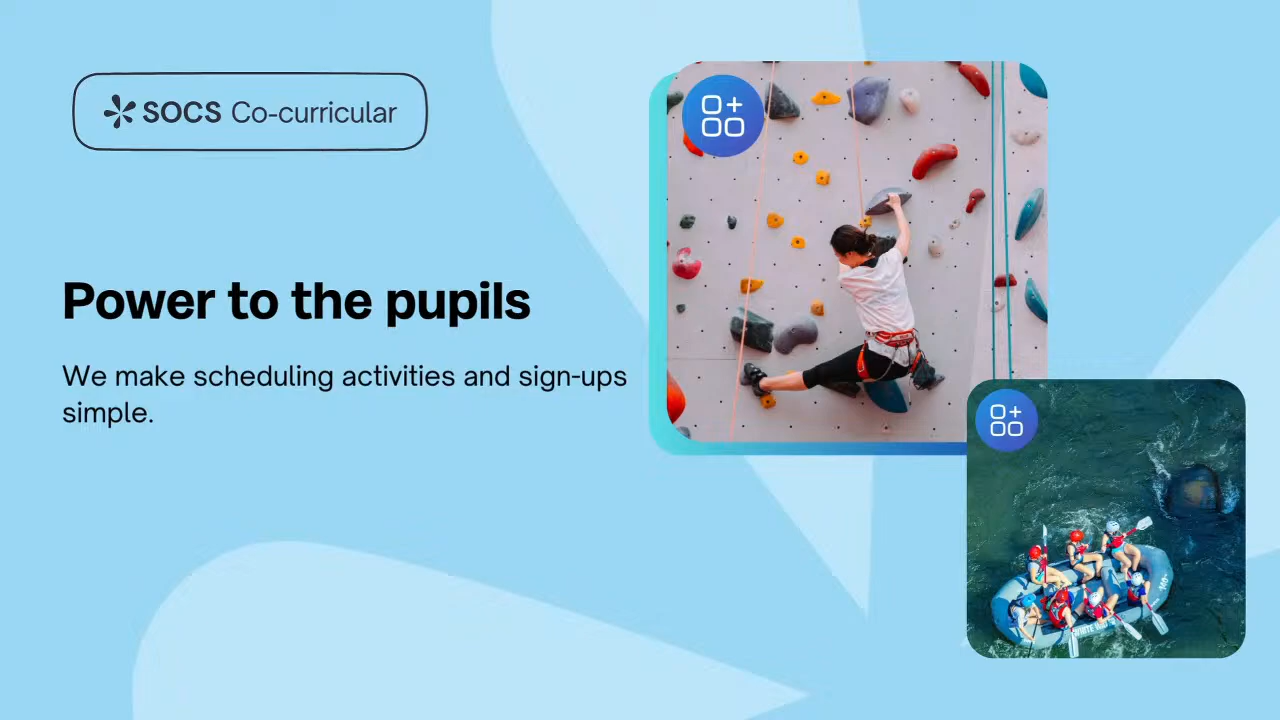 SOCS Co-curricular
Power to the pupils
We make scheduling activities and sign-ups
simple.